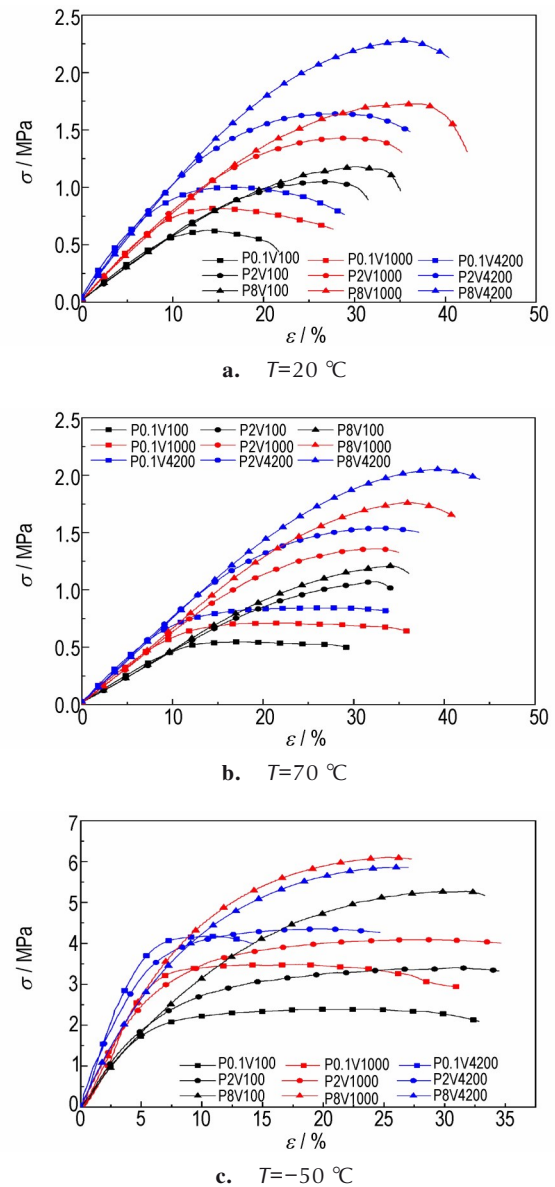 2.5
2.0
1.5
1.0
0.5
0.0
σ / MPa
P0.1V100 P0.1V1000 P0.1V4200
P2V100 P2V1000 P2V4200
P8V100 P8V1000 P8V4200
0 10 20 30 40 50
ε / %
a. T=20 ℃
2.5
2.0
1.5
1.0
0.5
0.0
σ / MPa
P0.1V100 P2V100 P8V100
P0.1V1000 P2V1000 P8V1000
P0.1V4200 P2V4200 P8V4200
0 10 20 30 40 50
ε / %
b. T=70 ℃
7
6
5
4
3
2
1
0
σ / MPa
P0.1V100 P0.1V1000 P0.1V4200
P2V100 P2V1000 P2V4200
P8V100 P8V1000 P8V4200
0 5 10 15 20 25 30 35
ε / %
c. T=−50 ℃